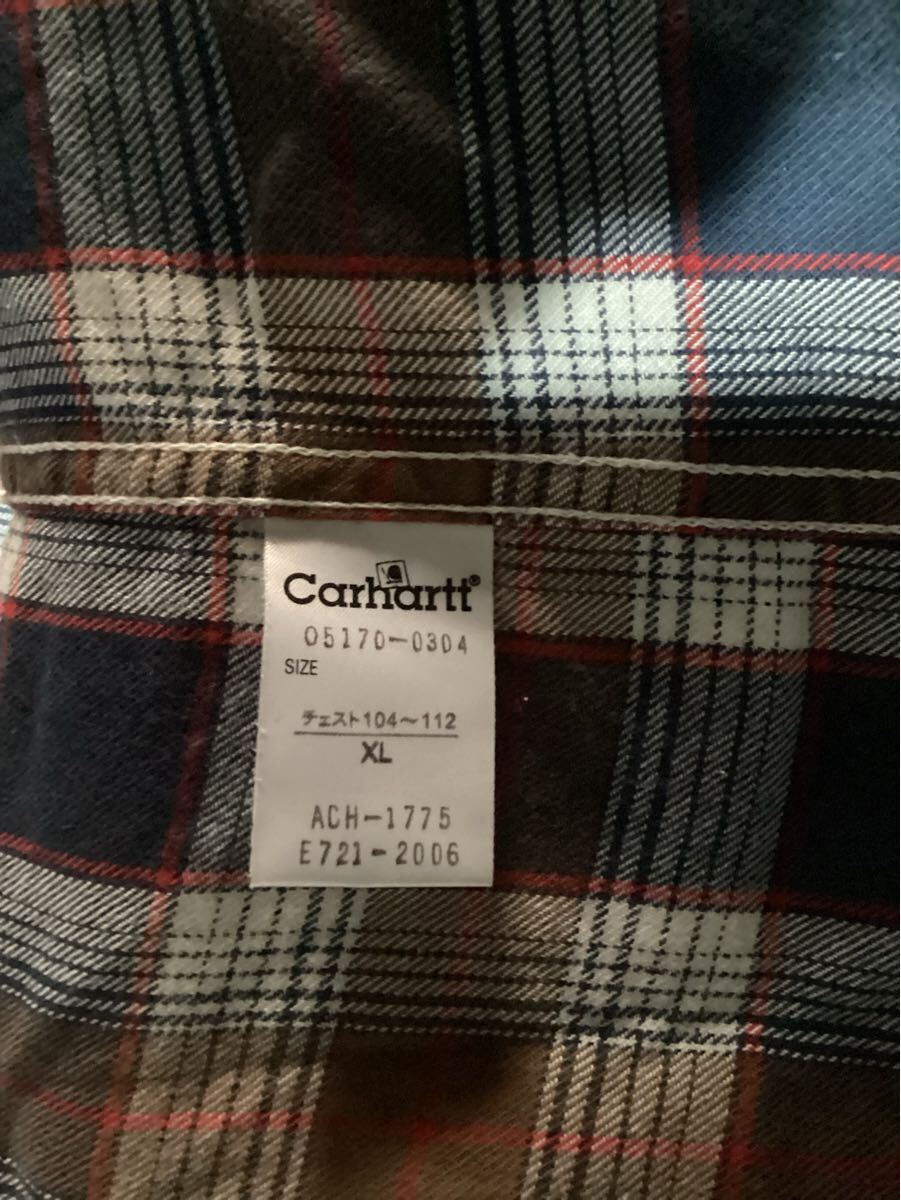 Carhartt®
05170-0304
SIZE
チェスト104~112
XL
ACH-1775
E721-2006